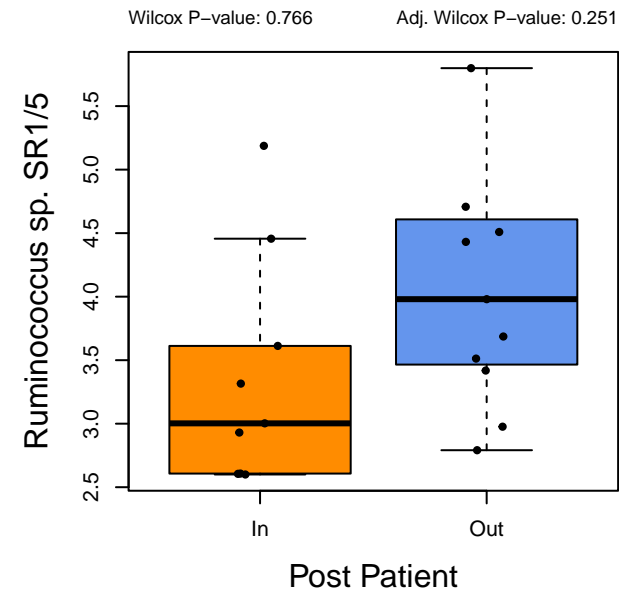 Wilcox P−value: 0.766 Adj. Wilcox P−value: 0.251
Ruminococcus sp. SR1/5
5.5
5.0
4.5
4.0
3.5
3.0
2.5
In Out
Post Patient